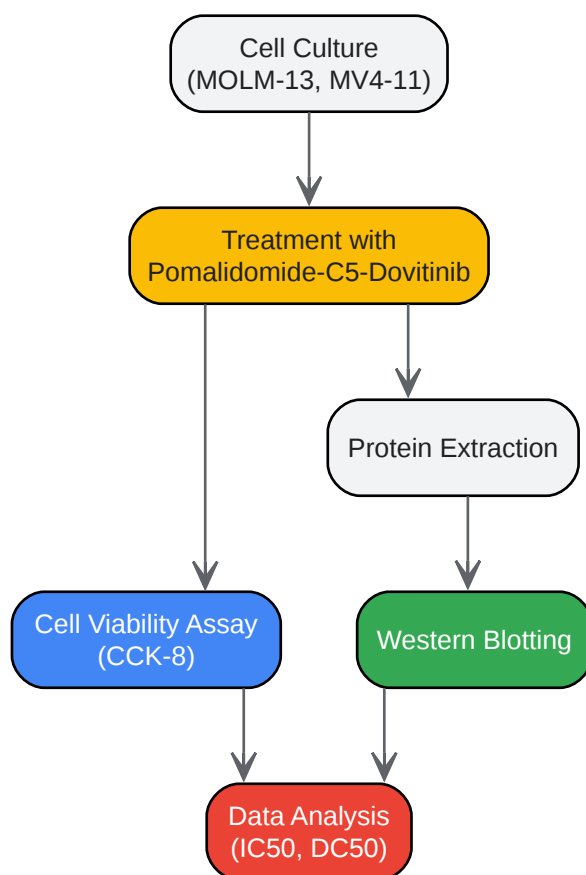 Cell Culture
(MOLM-13, MV4-11)
Treatment with
Pomalidomide-C5-Dovitinib
Protein Extraction
Cell Viability Assay
(CCK-8)
Western Blotting
Data Analysis
(IC50, DC50)